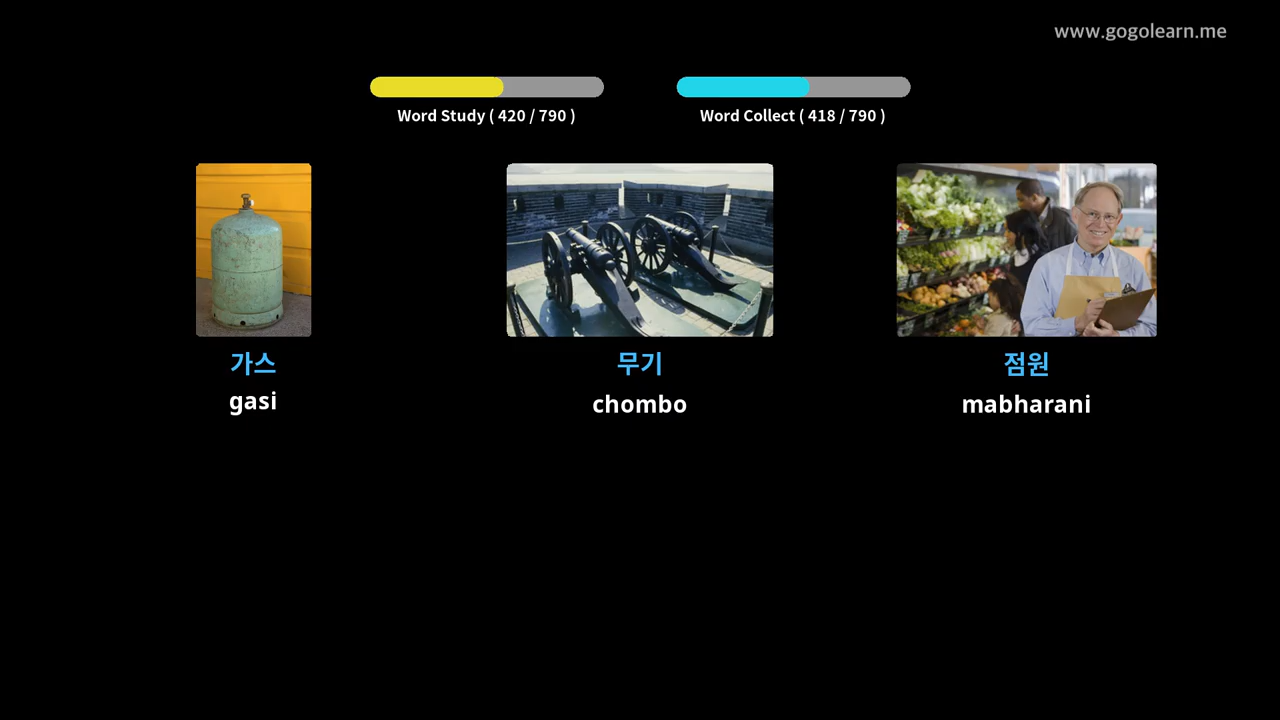 www.gogolearn.me
Word Study ( 420 / 790 )
Word Collect ( 418 / 790 )
가스
무기
점원
gasi
chombo
mabharani